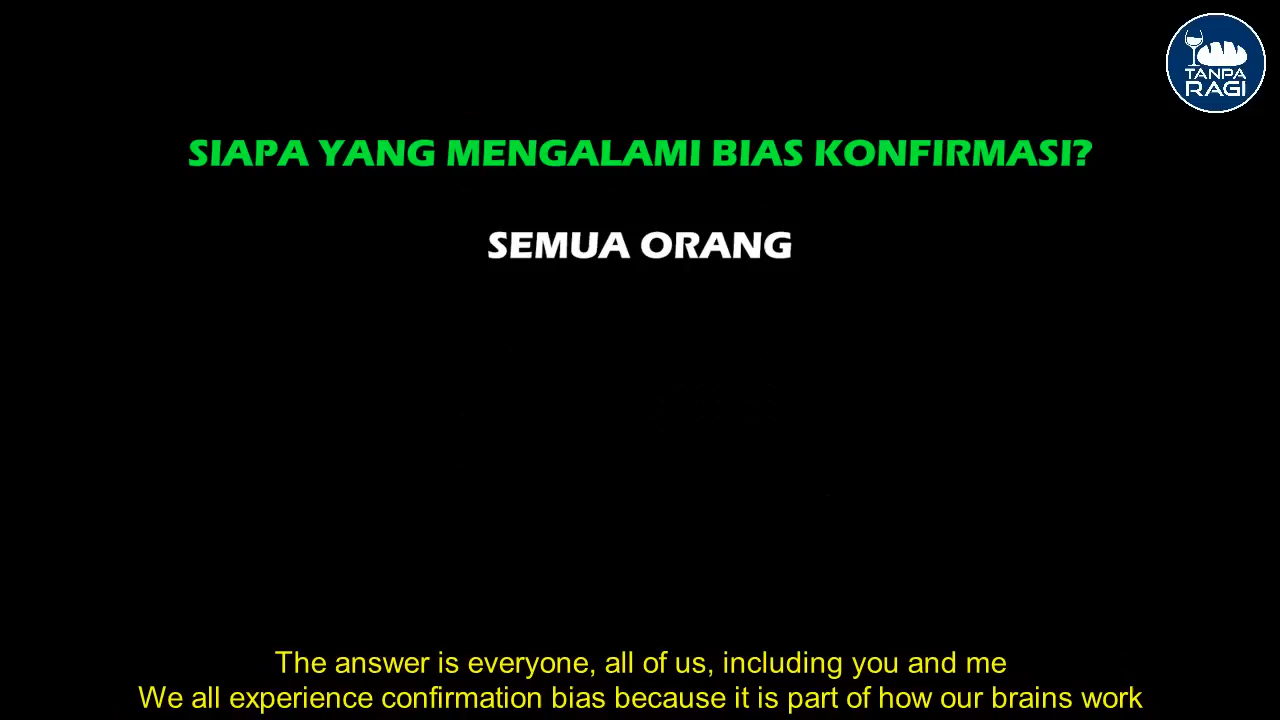 TANPA
RAGI
SIAPA YANG MENGALAMI BIAS KONFIRMASI?
SEMUA ORANG
The answer is everyone, all of us, including you and me
We all experience confirmation bias because it is part of how our brains work